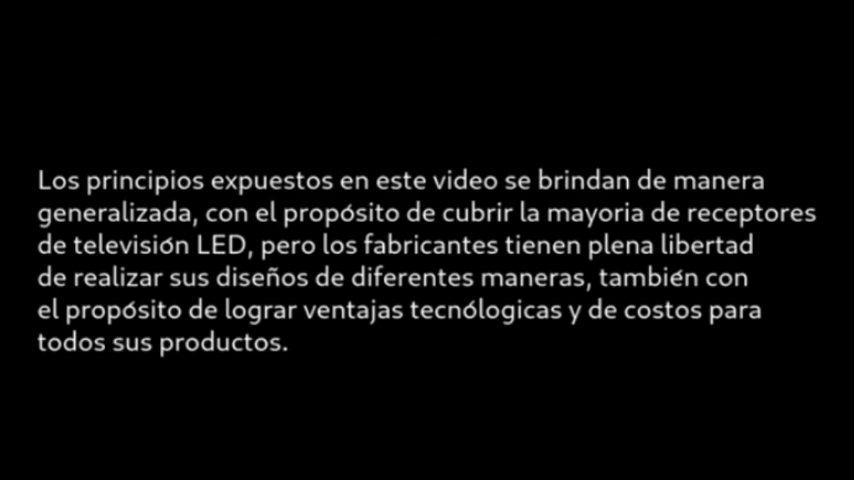 Los principios expuestos en este video se brindan de manera
generalizada, con el propósito de cubrir la mayoria de receptores
de televisión LED, pero los fabricantes tienen plena libertad
de realizar sus diseños de diferentes maneras, también con
el propósito de lograr ventajas tecnólogicas y de costos para
todos sus productos.